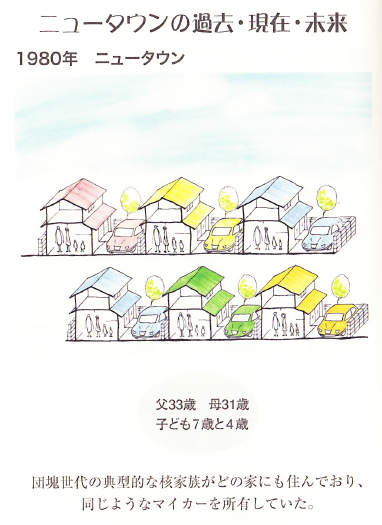 ニュータウンの過去・現在・未来
1980年　ニュータウン
父33歳　母31歳
子ども7歳と4歳
団塊世代の典型的な核家族がどの家にも住んでおり、
同じようなマイカーを所有していた。